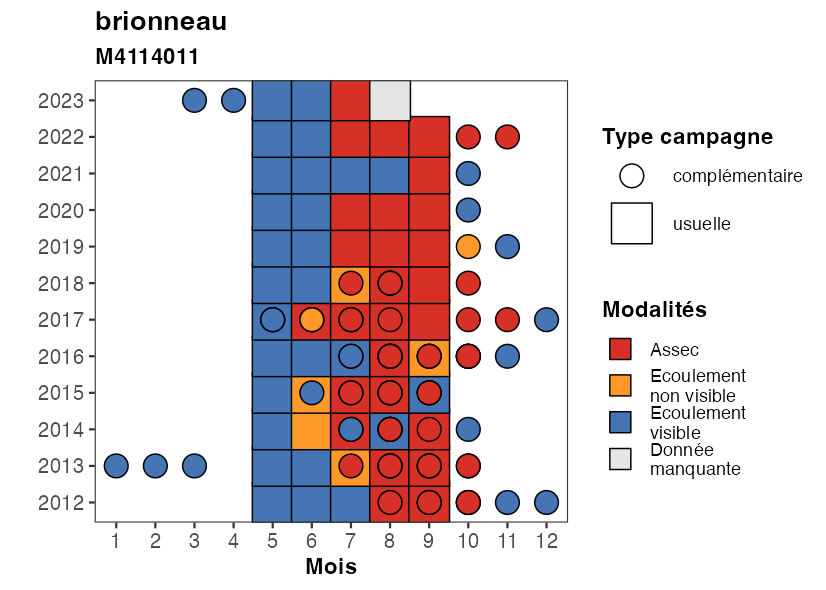 brionneau
M4114011
2023
2022
2021
2020
2019
2018
2017
2016
2015
2014
2013
2012
1 2 3 4 5 6 7 8 9 10 11 12
Mois
Type campagne
complémentaire
usuelle
Modalités
Assec
Ecoulement
non visible
Ecoulement
visible
Donnée
manquante